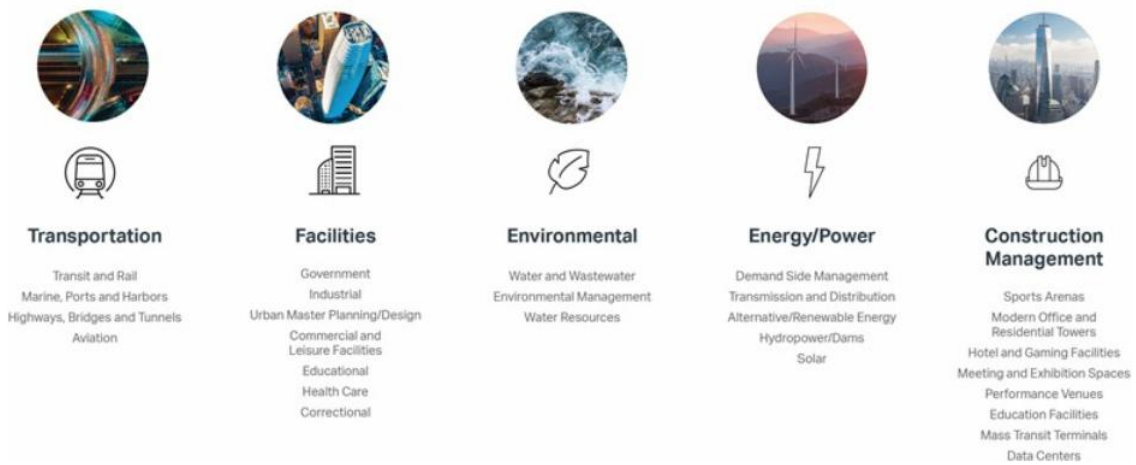 Transportation
Transit and Rail
Marine, Ports and Harbors
Highways, Bridges and Tunnels
Aviation
Facilities
Government
Industrial
Urban Master Planning/Design
Commercial and
Leisure Facilities
Educational
Health Care
Correctional
Environmental
Water and Wastewater
Environmental Management
Water Resources
Energy/Power
Demand Side Management
Transmission and Distribution
Alternative/Renewable Energy
Hydropower/Dams
Solar
Construction
Management
Sports Arenas
Modern Office and
Residential Towers
Hotel and Gaming Facilities
Meeting and Exhibition Spaces
Performance Venues
Education Facilities
Mass Transit Terminals
Data Centers